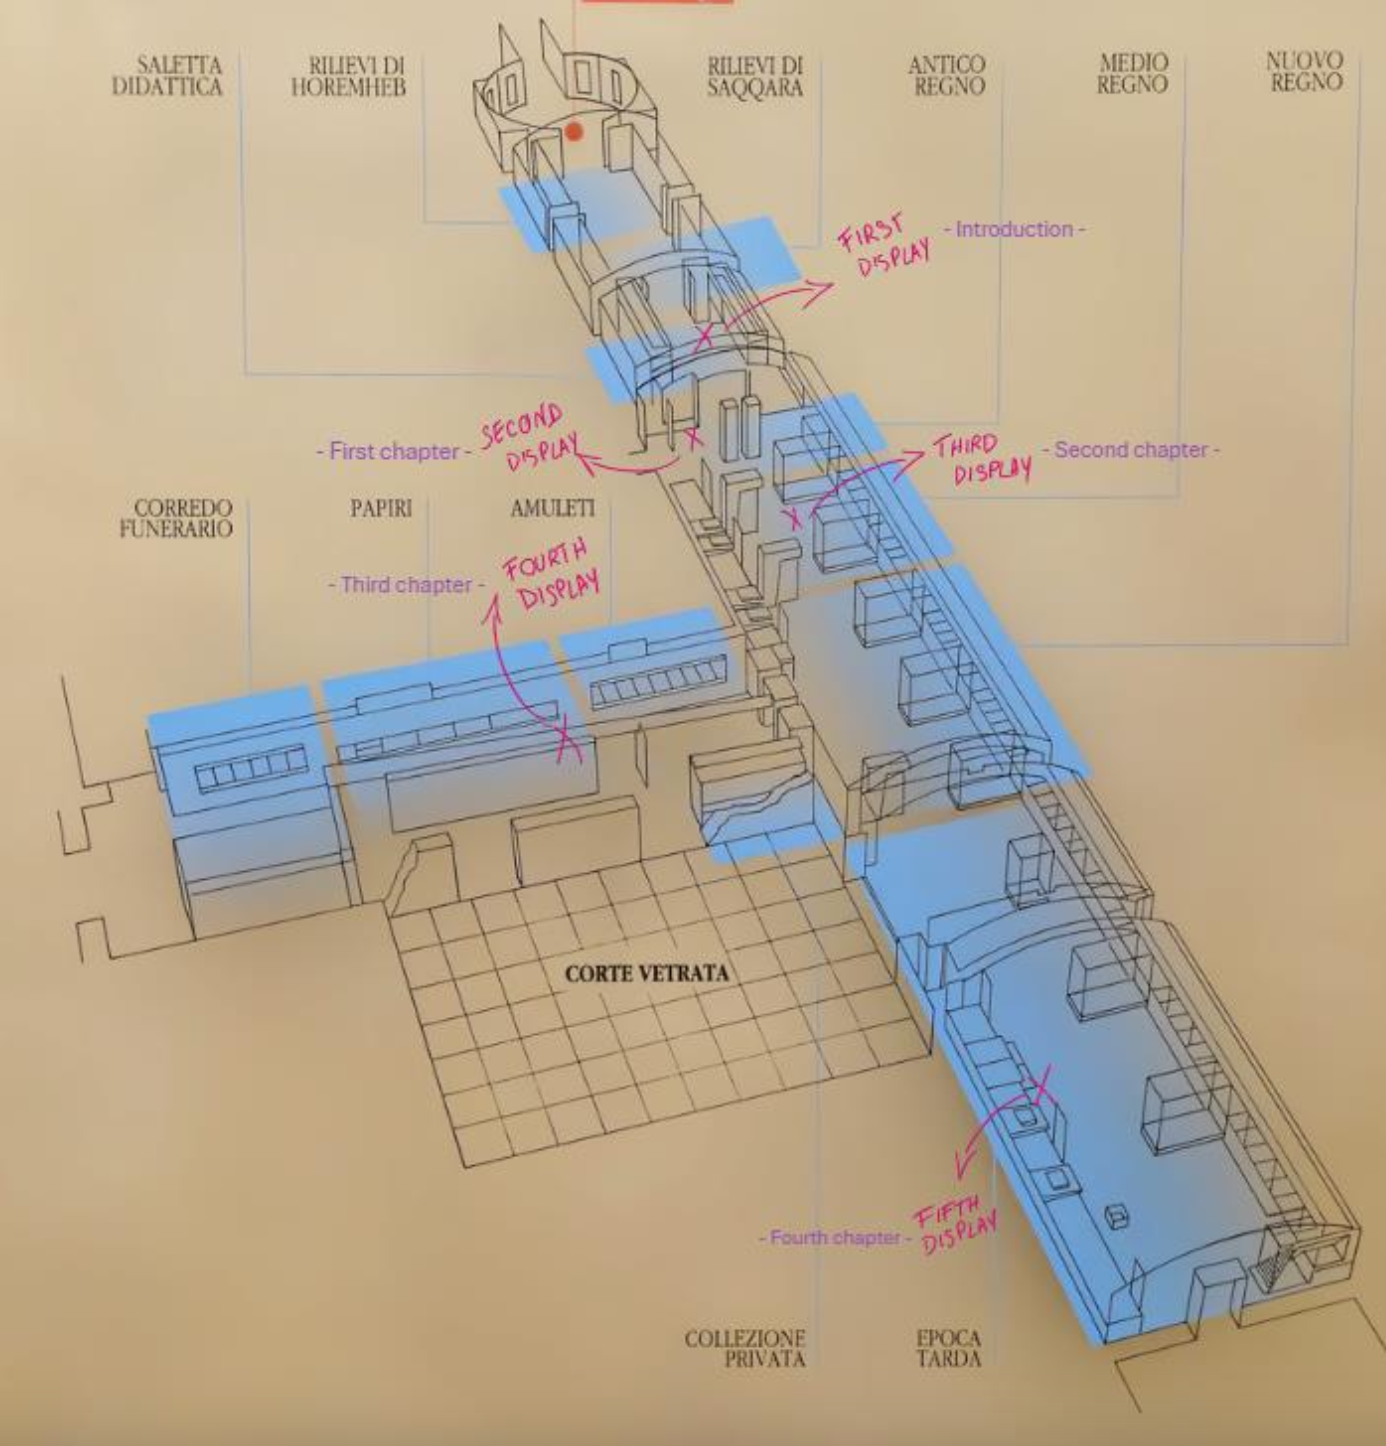 SALETTA
DIDATTICA
RILIEVI DI
HOREMHEB
RILIEVI DI
SAQQARA
ANTICO
REGNO
MEDIO
REGNO
NUOVO
REGNO
FIRST
DISPLAY
- Introduction -
- First chapter -
SECOND
DISPLAY
THIRD
DISPLAY
- Second chapter -
CORREDO
FUNERARIO
PAPIRI
AMULETI
- Third chapter -
FOURTH
DISPLAY
CORTE VETRATA
- Fourth chapter -
FIFTH
DISPLAY
COLLEZIONE
PRIVATA
EPOCA
TARDA